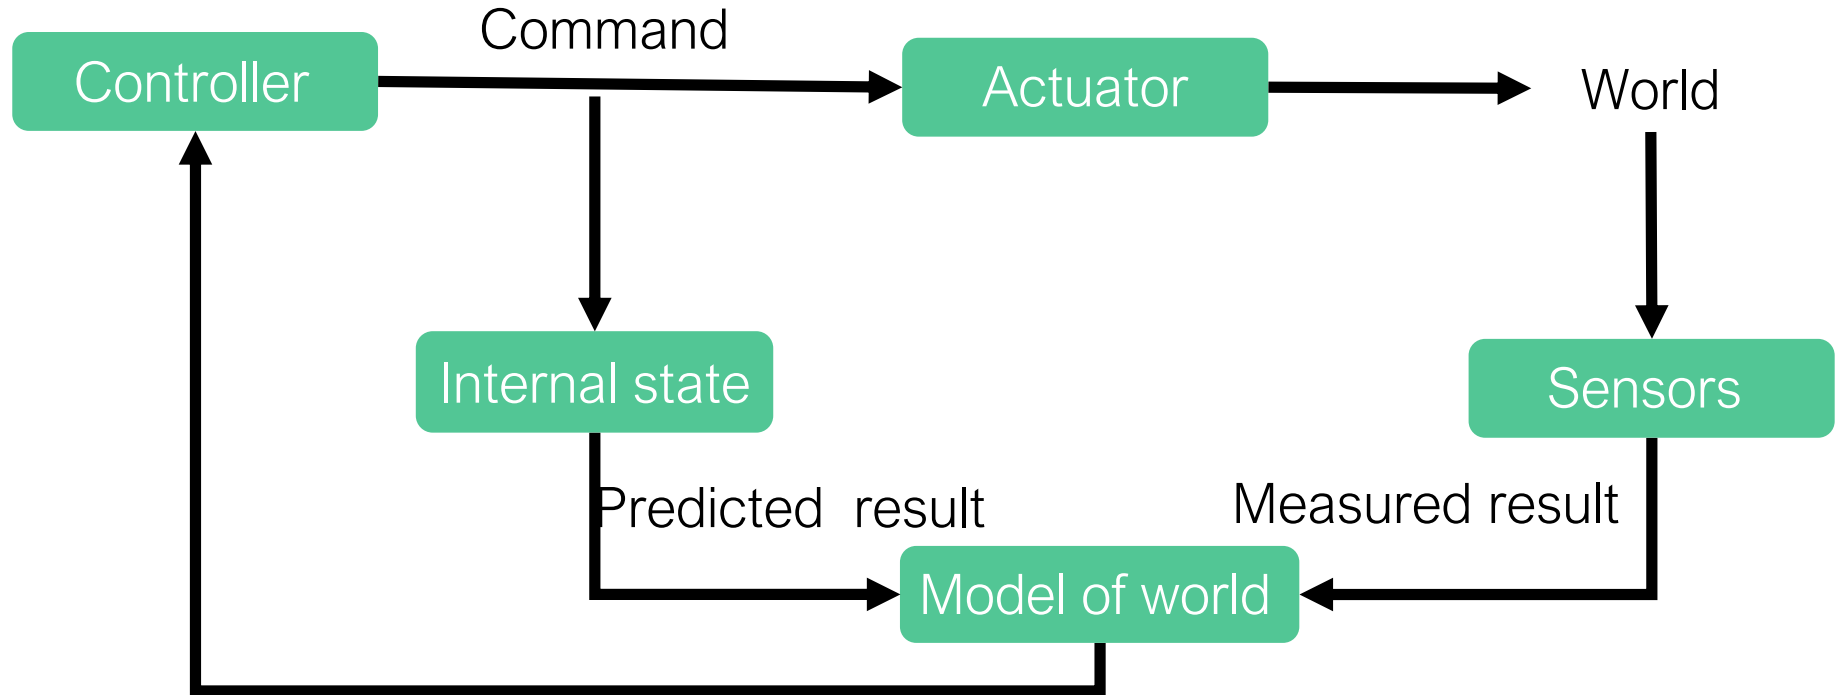 Command
Controller
Actuator
World
Internal state
Sensors
Predicted result
Measured result
Model of world